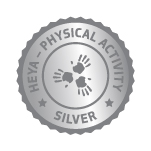 HEYA – PHYSICAL ACTIVITY
SILVER